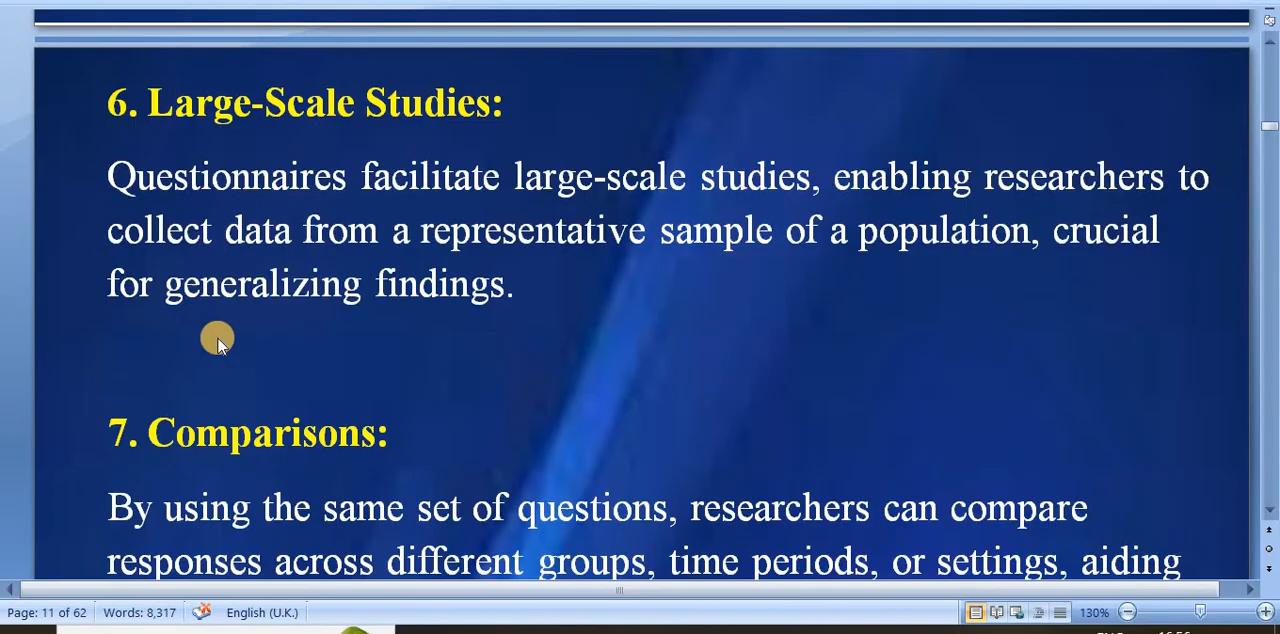 6. Large-Scale Studies:
Questionnaires facilitate large-scale studies, enabling researchers to
collect data from a representative sample of a population, crucial
for generalizing findings.
7. Comparisons:
By using the same set of questions, researchers can compare
responses across different groups, time periods, or settings, aiding
Page: 11 of 62 Words: 8,317 English (U.K.) 130%